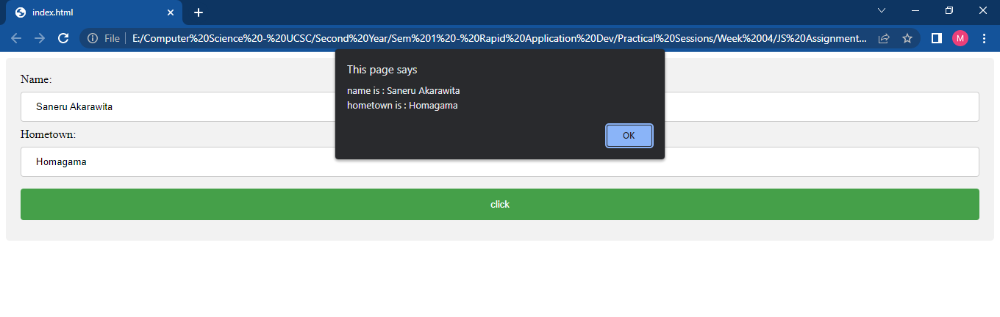 index.html
File E:/Computer%20Science%20-%20UCSC/Second%20Year/Sem%201%20-%20Rapid%20Application%20Dev/Practical%20Sessions/Week%2004/JS%20Assignment... M
This page says
name is : Saneru Akarawita
hometown is : Homagama
OK
Name:
Saneru Akarawita
Hometown:
Homagama
click